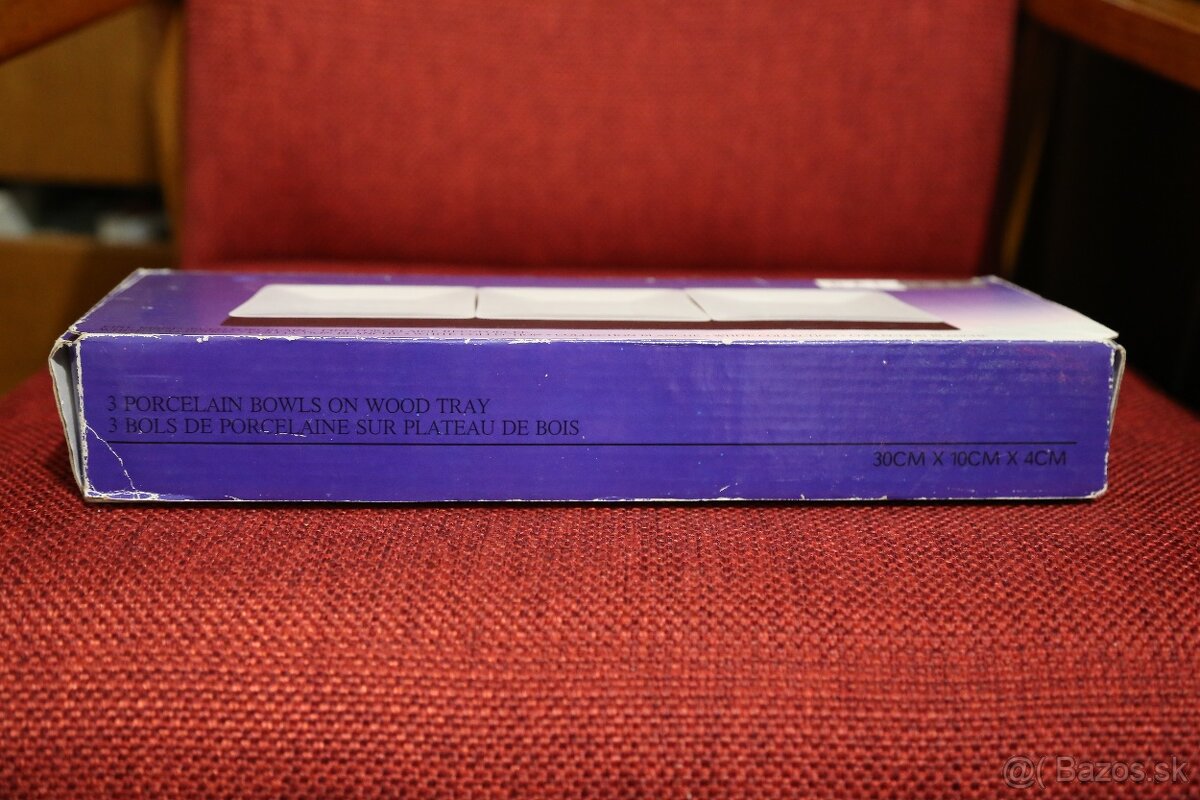 3 PORCELAIN BOWLS ON WOOD TRAY
3 BOLS DE PORCELAINE SUR PLATEAU DE BOIS
30CM X 10CM X 4CM
@( Bazos.sk